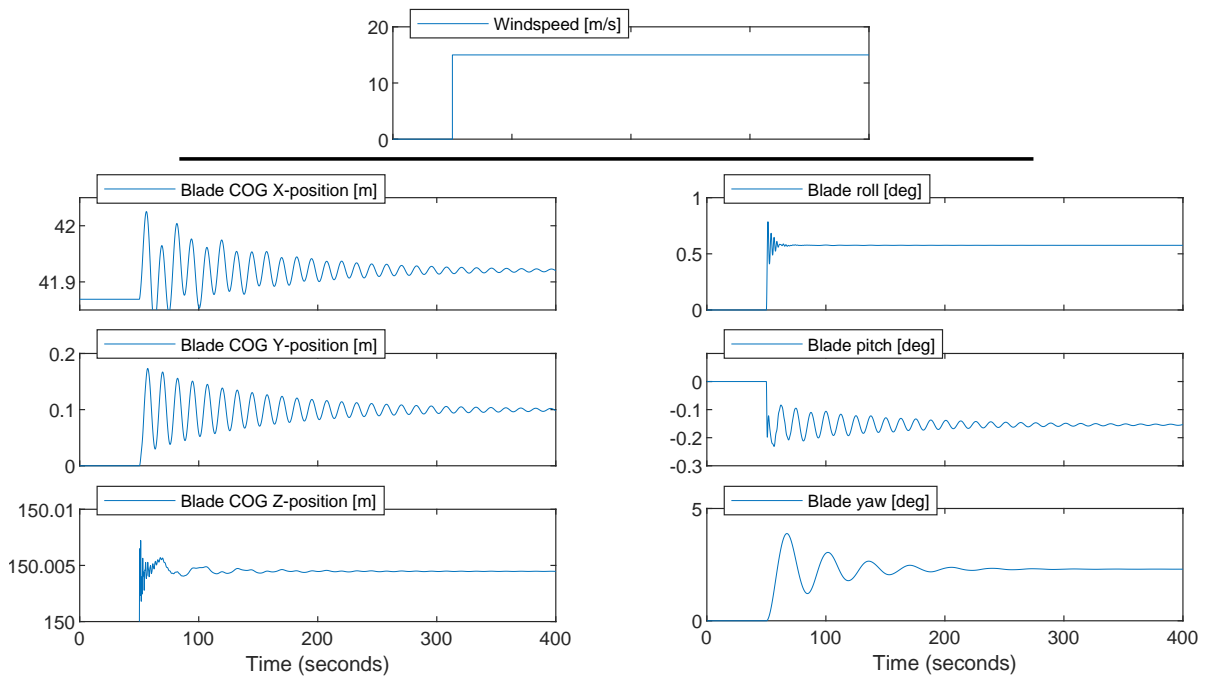 Windspeed [m/s]
20
10
0
Blade COG X-position [m]
42
41.9
Blade roll [deg]
1
0.5
0
Blade COG Y-position [m]
0.2
0.1
0
Blade pitch [deg]
0
-0.1
-0.2
-0.3
Blade COG Z-position [m]
150.01
150.005
150
0 100 200 300 400
Time (seconds)
Blade yaw [deg]
5
0
0 100 200 300 400
Time (seconds)